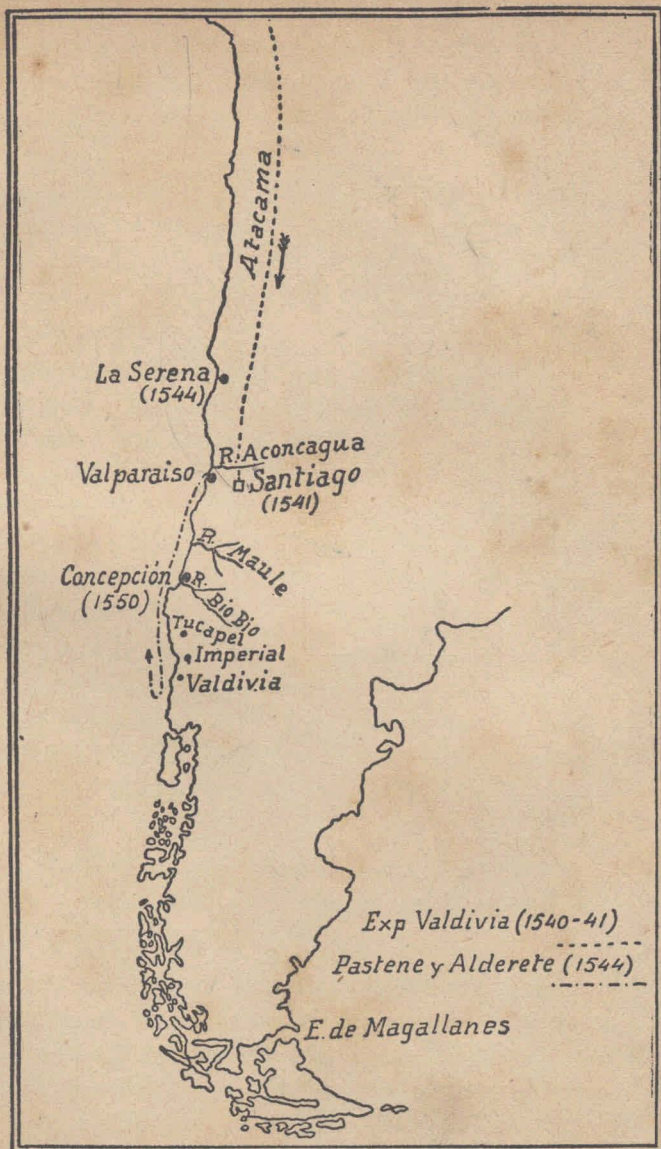 Atacama
La Serena
(1544)
R. Aconcagua
Valparaiso
Santiago
(1541)
R. Maule
Concepción
(1550)
R. Bio Bio
Tucapel
Imperial
Valdivia
Exp Valdivia (1540-41)
Pastene y Alderete (1544)
E. de Magallanes